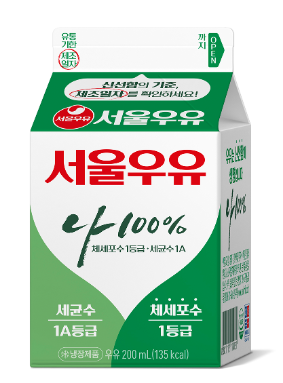 유통
기한
제조
일자
까지
OPEN
신선함의 기준,
제조일자를 확인하세요!
서울우유
서울우유
서울우유
나100%
체세포수 1등급·세균수 1A
세균수
1A등급
체세포수
1등급
냉장제품
우유 200 mL(135 kcal)
나100%